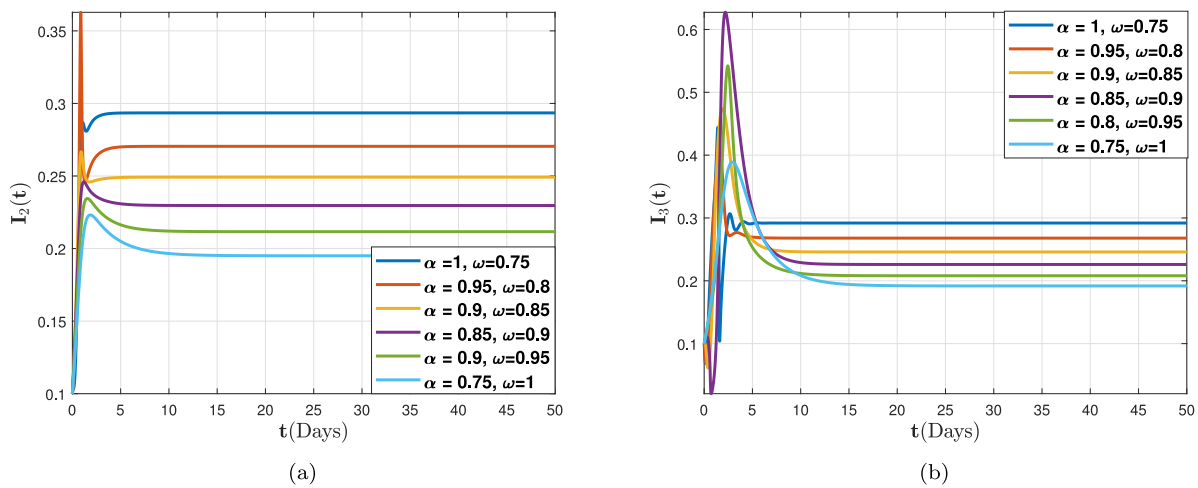 0.35
0.3
0.25
0.2
0.15
0.1
I₂(t)
0 5 10 15 20 25 30 35 40 45 50
t(Days)
α =1, ω=0.75
α = 0.95, ω=0.8
α = 0.9, ω=0.85
α = 0.85, ω=0.9
α = 0.9, ω=0.95
α = 0.75, ω=1
(a)
0.6
0.5
0.4
0.3
0.2
0.1
I₃(t)
0 5 10 15 20 25 30 35 40 45 50
t(Days)
α = 1, ω=0.75
α = 0.95, ω=0.8
α = 0.9, ω=0.85
α = 0.85, ω=0.9
α = 0.8, ω=0.95
α = 0.75, ω=1
(b)